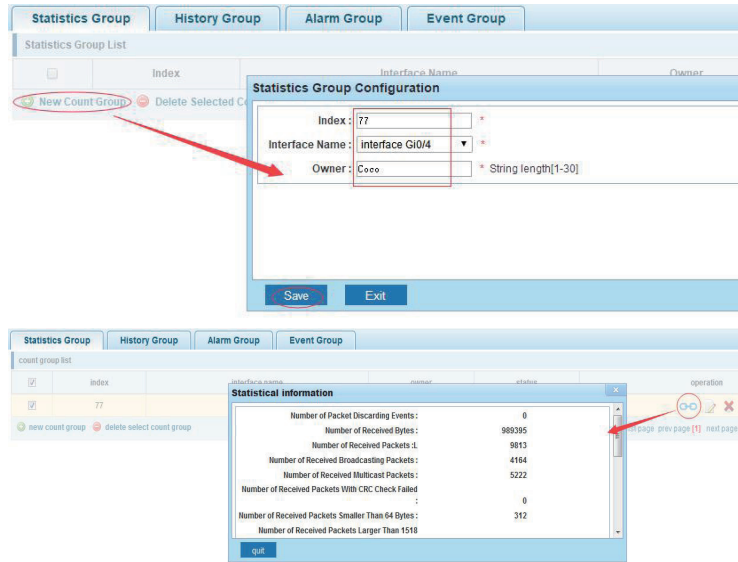 Statistics Group History Group Alarm Group Event Group
Statistics Group List
Index Interface Name Owner
New Count Group Delete Selected Co
Statistics Group Configuration
Index : 77 *
Interface Name : interface Gi0/4 *
Owner : Coco * String length[1-30]
Save Exit
Statistics Group History Group Alarm Group Event Group
count group list
index interface name owner status operation
77
new count group delete select count group
page prev page [1] next page
Statistical information
Number of Packet Discarding Events : 0
Number of Received Bytes : 989395
Number of Received Packets :L 9813
Number of Received Broadcasting Packets : 4164
Number of Received Multicast Packets : 5222
Number of Received Packets With CRC Check Failed
: 0
Number of Received Packets Smaller Than 64 Bytes : 312
Number of Received Packets Larger Than 1518
quit